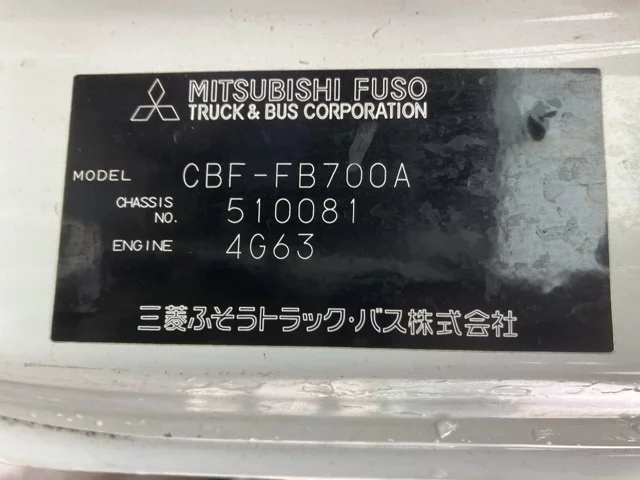 MITSUBISHI FUSO
TRUCK & BUS CORPORATION
MODEL CBF-FB700A
CHASSIS NO. 510081
ENGINE 4G63
三菱ふそうトラック・バス株式会社